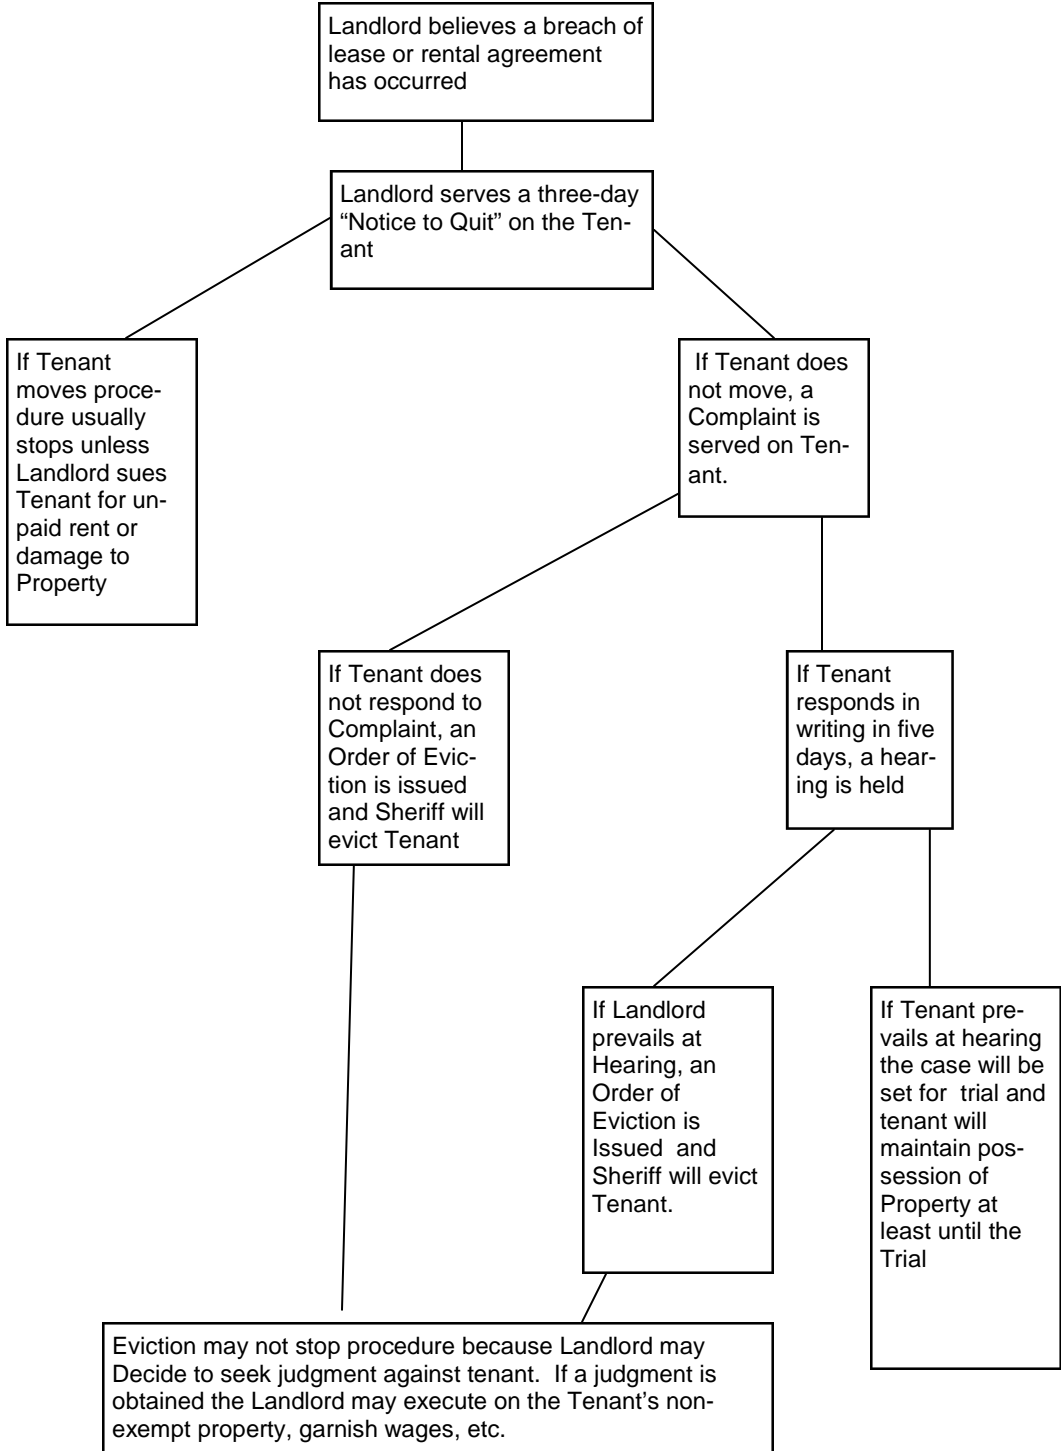 Landlord believes a breach of
lease or rental agreement
has occurred
Landlord serves a three-day
“Notice to Quit” on the Ten-
ant
If Tenant
moves proce-
dure usually
stops unless
Landlord sues
Tenant for un-
paid rent or
damage to
Property
If Tenant does
not move, a
Complaint is
served on Ten-
ant.
If Tenant does
not respond to
Complaint, an
Order of Evic-
tion is issued
and Sheriff will
evict Tenant
If Tenant
responds in
writing in five
days, a hear-
ing is held
If Landlord
prevails at
Hearing, an
Order of
Eviction is
Issued  and
Sheriff will evict
Tenant.
If Tenant pre-
vails at hearing
the case will be
set for  trial and
tenant will
maintain pos-
session of
Property at
least until the
Trial
Eviction may not stop procedure because Landlord may
Decide to seek judgment against tenant.  If a judgment is
obtained the Landlord may execute on the Tenant’s non-
exempt property, garnish wages, etc.